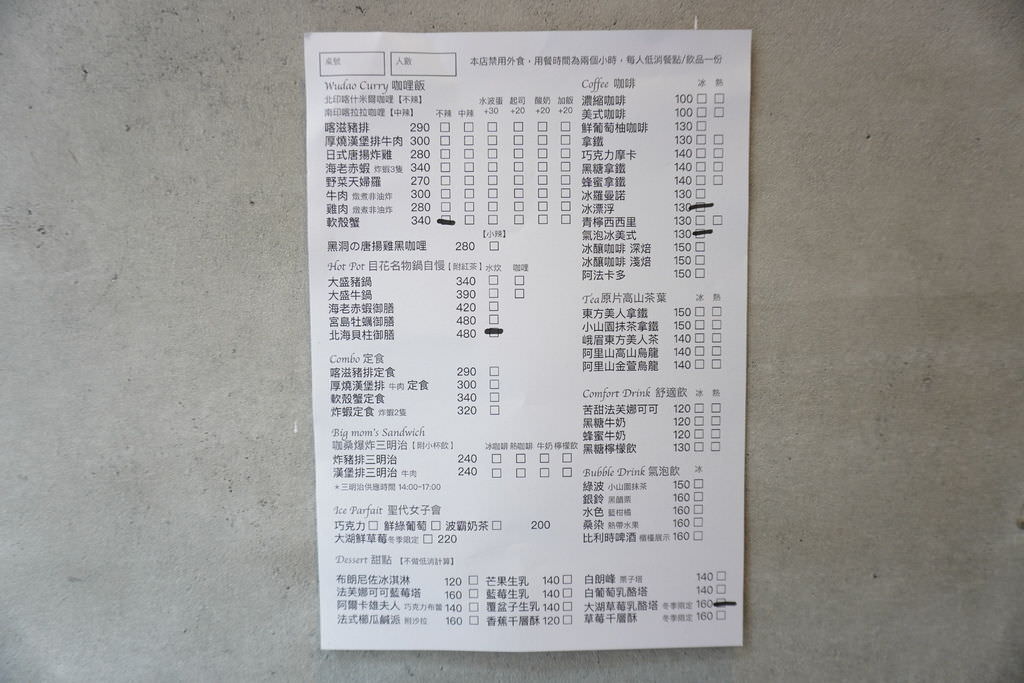 桌號 人數
本店禁用外食，用餐時間為兩個小時，每人低消餐點/飲品一份
Wudao Curry 咖哩飯
北印喀什米爾咖哩【不辣】
南印喀拉拉咖哩【中辣】 不辣 中辣 水波蛋+30 起司+20 酸奶+20 加飯+20
喀滋豬排 290 □ □ □ □ □ □
厚燒漢堡排牛肉 300 □ □ □ □ □ □
日式唐揚炸雞 280 □ □ □ □ □ □
海老赤蝦 炸蝦3隻 340 □ □ □ □ □ □
野菜天婦羅 270 □ □ □ □ □ □
牛肉 燉煮非油炸 300 □ □ □ □ □ □
雞肉 燉煮非油炸 280 □ □ □ □ □ □
軟殼蟹 340 □ □ □ □ □ □
【小辣】
黑洞の唐揚雞黑咖哩 280 □
Hot Pot 目花名物鍋自慢【附紅茶】 水炊 咖哩
大盛豬鍋 340 □ □
大盛牛鍋 390 □ □
海老赤蝦御膳 420 □
宮島牡蠣御膳 480 □
北海貝柱御膳 480 □
Combo 定食
喀滋豬排定食 290 □
厚燒漢堡排 牛肉 定食 300 □
軟殼蟹定食 340 □
炸蝦定食 炸蝦2隻 320 □
Big mom's Sandwich
咖桑爆炸三明治【附小杯飲】 冰咖啡 熱咖啡 牛奶 檸檬飲
炸豬排三明治 240 □ □ □ □
漢堡排三明治 牛肉 240 □ □ □ □
＊三明治供應時間 14:00~17:00
Ice Parfait 聖代女子會
巧克力 □ 鮮綠葡萄 □ 波霸奶茶 □ 200
大湖鮮草莓 冬季限定 □ 220
Coffee 咖啡 冰 熱
濃縮咖啡 100 □ □
美式咖啡 100 □ □
鮮葡萄柚咖啡 130 □
拿鐵 130 □ □
巧克力摩卡 140 □ □
黑糖拿鐵 140 □ □
蜂蜜拿鐵 140 □ □
冰羅曼諾 130 □
冰漂浮 130 □
青檸西西里 130 □ □
氣泡冰美式 130 □
冰釀咖啡 深焙 150 □
冰釀咖啡 淺焙 150 □
阿法卡多 150 □
Tea 原片高山茶葉 冰 熱
東方美人拿鐵 150 □ □
小山園抹茶拿鐵 150 □ □
峨眉東方美人茶 140 □ □
阿里山高山烏龍 140 □ □
阿里山金萱烏龍 140 □ □
Comfort Drink 舒適飲 冰 熱
苦甜法芙娜可可 120 □ □
黑糖牛奶 120 □ □
蜂蜜牛奶 120 □ □
黑糖檸檬飲 130 □ □
Bubble Drink 氣泡飲 冰
綠波 小山園抹茶 150 □
銀鈴 黑醋栗 160 □
水色 藍柑橘 160 □
桑染 熱帶水果 160 □
比利時啤酒 櫃檯展示 160 □
Dessert 甜點 【不做低消計算】
布朗尼佐冰淇淋 120 □ 芒果生乳 140 □ 白朗峰 栗子塔 140 □
法芙娜可可藍莓塔 160 □ 藍莓生乳 140 □ 白葡萄乳酪塔 140 □
阿爾卡雄夫人 巧克力布蕾 140 □ 覆盆子生乳 140 □ 大湖草莓乳酪塔 冬季限定 160 □
法式櫛瓜鹹派 附沙拉 160 □ 香蕉千層酥 120 □ 草莓千層酥 冬季限定 160 □